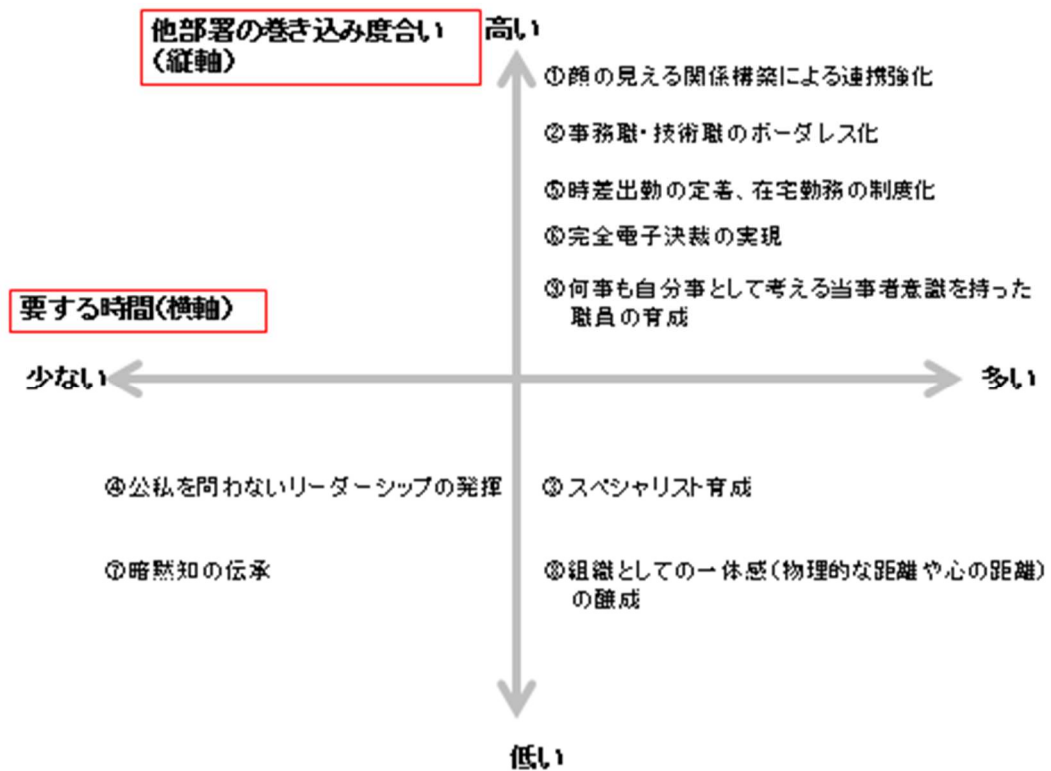 他部署の巻き込み度合い
(縦軸)
高い
①顔の見える関係構築による連携強化
②事務職・技術職のボーダレス化
⑤時差出勤の定着、在宅勤務の制度化
⑥完全電子決裁の実現
何事も自分事として考える当事者意識を持った
職員の育成
要する時間(横軸)
少ない
多い
④公私を問わないリーダーシップの発揮
スペシャリスト育成
⑦暗黙知の伝承
組織としての一体感(物理的な距離や心の距離)
の醸成
低い